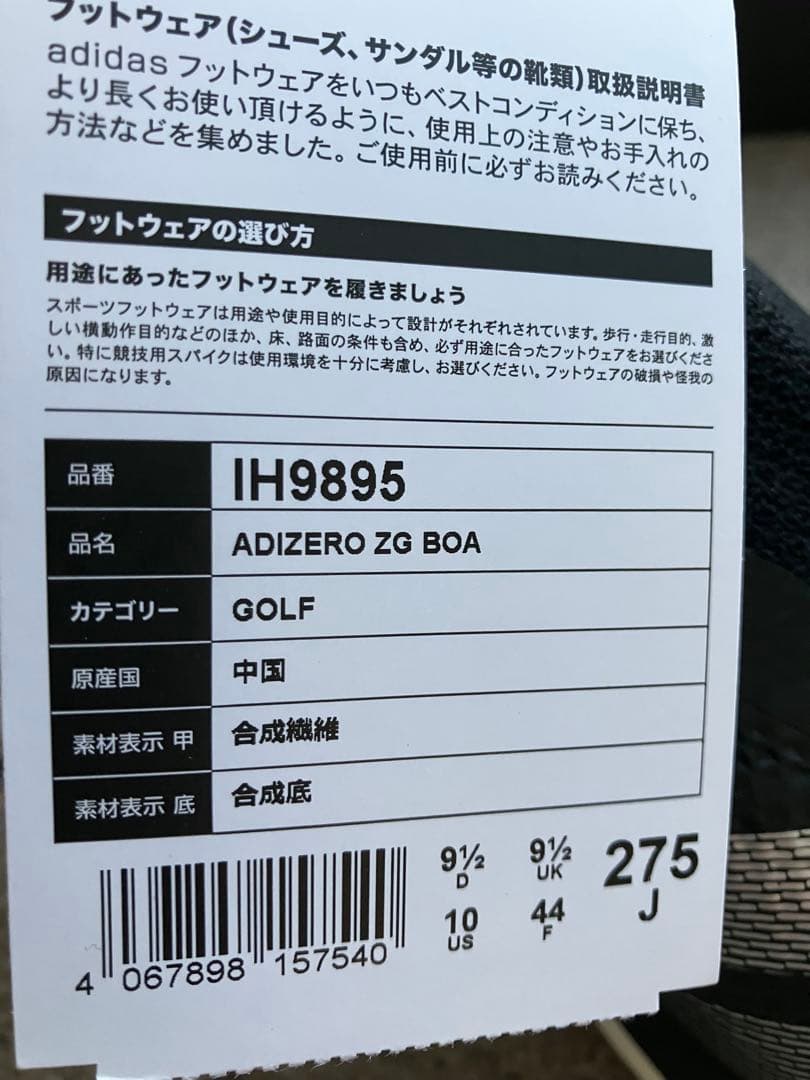 フットウェア(シューズ、サンダル等の靴類)取扱説明書
adidas フットウェアをいつもベストコンディションに保ち、
より長くお使い頂けるように、使用上の注意やお手入れの
方法などを集めました。ご使用前に必ずお読みください。
フットウェアの選び方
用途にあったフットウェアを履きましょう
スポーツフットウェアは用途や使用目的によって設計がそれぞれされています。歩行・走行目的、激
しい横動作目的などのほか、床、路面の条件も含め、必ず用途に合ったフットウェアをお選びくださ
い。特に競技用スパイクは使用環境を十分に考慮し、お選びください。フットウェアの破損や怪我の
原因になります。
品番 IH9895
品名 ADIZERO ZG BOA
カテゴリー GOLF
原産国 中国
素材表示 甲 合成繊維
素材表示 底 合成底
9½ 9½ 275
D UK J
10 44
US F
4 067898 157540